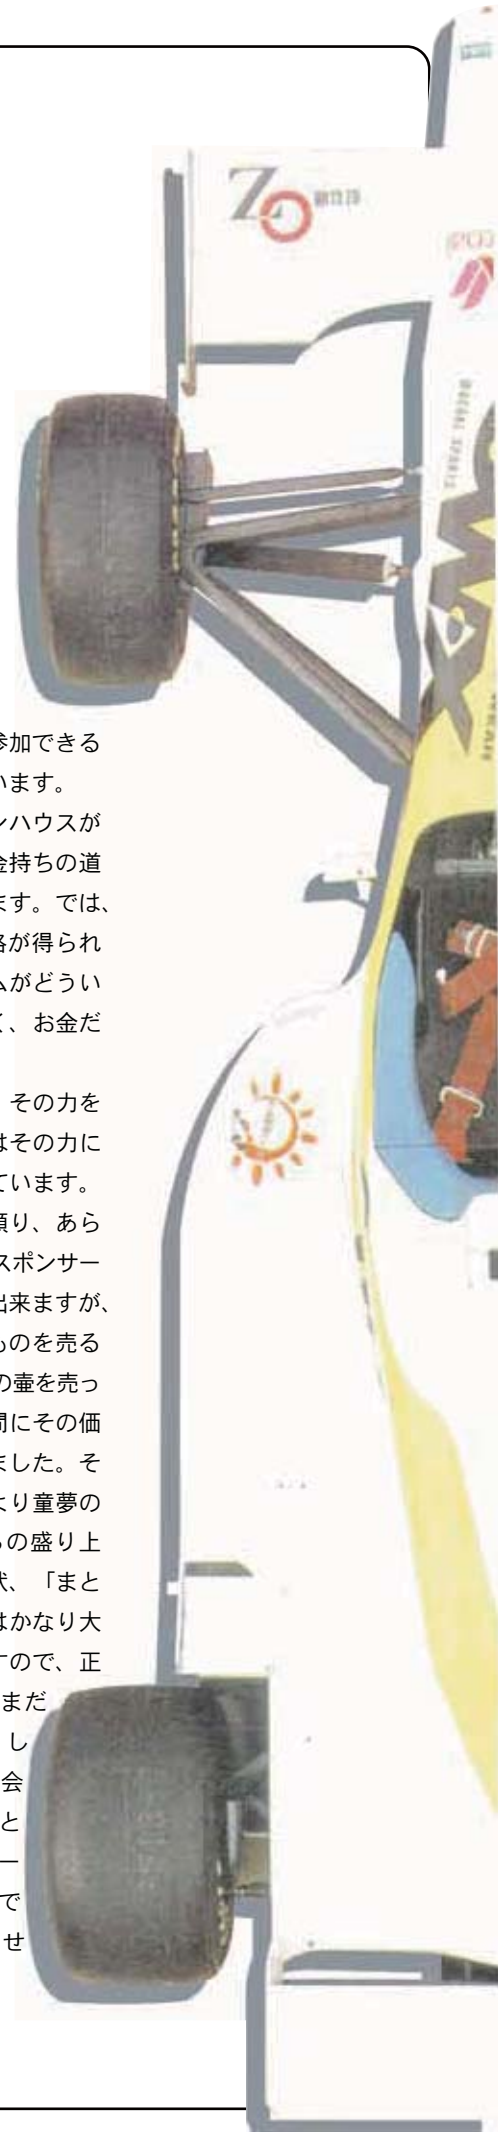 ZO
参加できる
います。
ンハウスが
金持ちの道
ます。では、
格が得られ
ムがどうい
く、お金だ
その力を
はその力に
ています。
頼り、あら
スポンサー
出来ますが、
ものを売る
の壷を売っ
間にその価
ました。そ
より童夢の
らの盛り上
状、「まと
はかなり大
すので、正
まだ
し
会
と
ー
で
せ